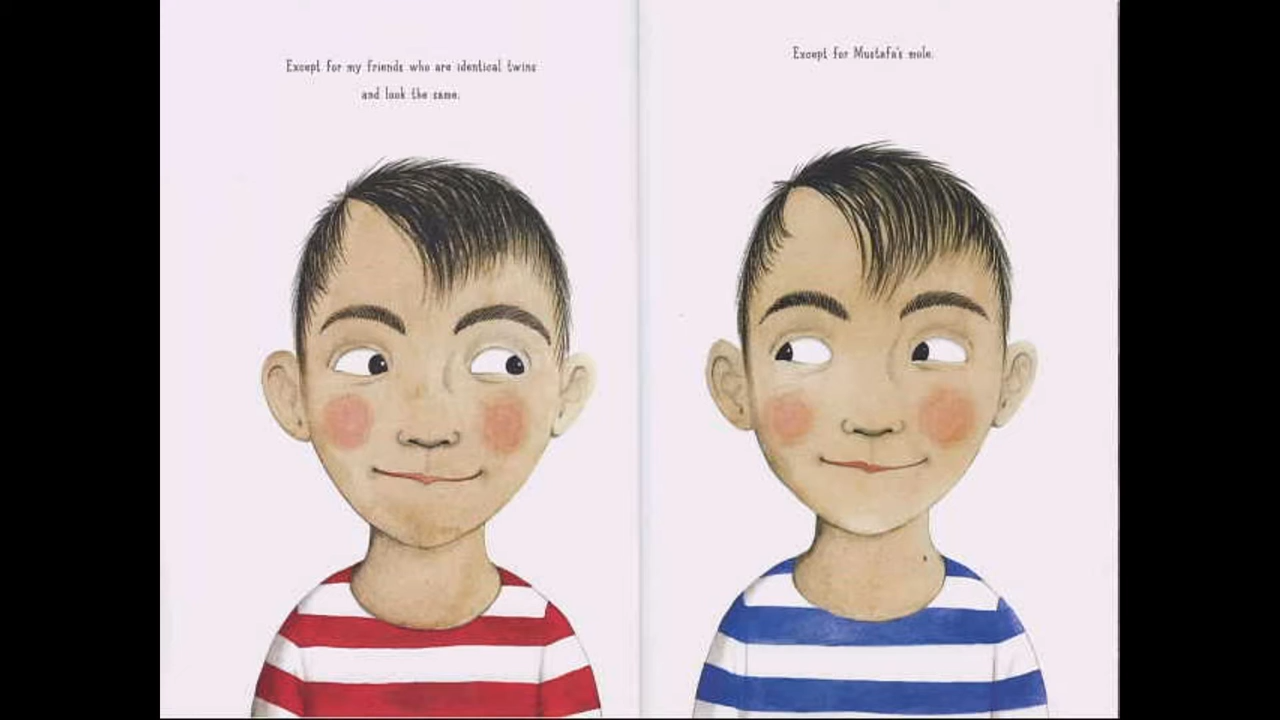 Except for my friends who are identical twins
and look the same.
Except for Mustafa's mole.